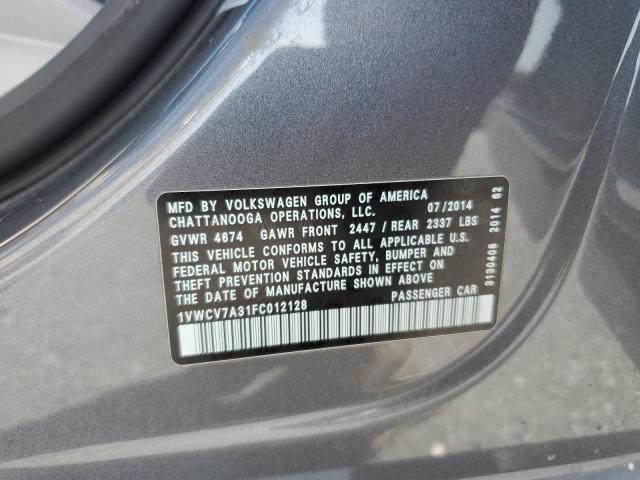 MFD BY VOLKSWAGEN GROUP OF AMERICA
CHATTANOOGA OPERATIONS, LLC. 07/2014
GVWR 4674 GAWR FRONT 2447 / REAR 2337 LBS
THIS VEHICLE CONFORMS TO ALL APPLICABLE U.S.
FEDERAL MOTOR VEHICLE SAFETY, BUMPER AND
THEFT PREVENTION STANDARDS IN EFFECT ON
THE DATE OF MANUFACTURE SHOWN ABOVE
1VWCV7A31FC012128 PASSENGER CAR
3130408 2014 62